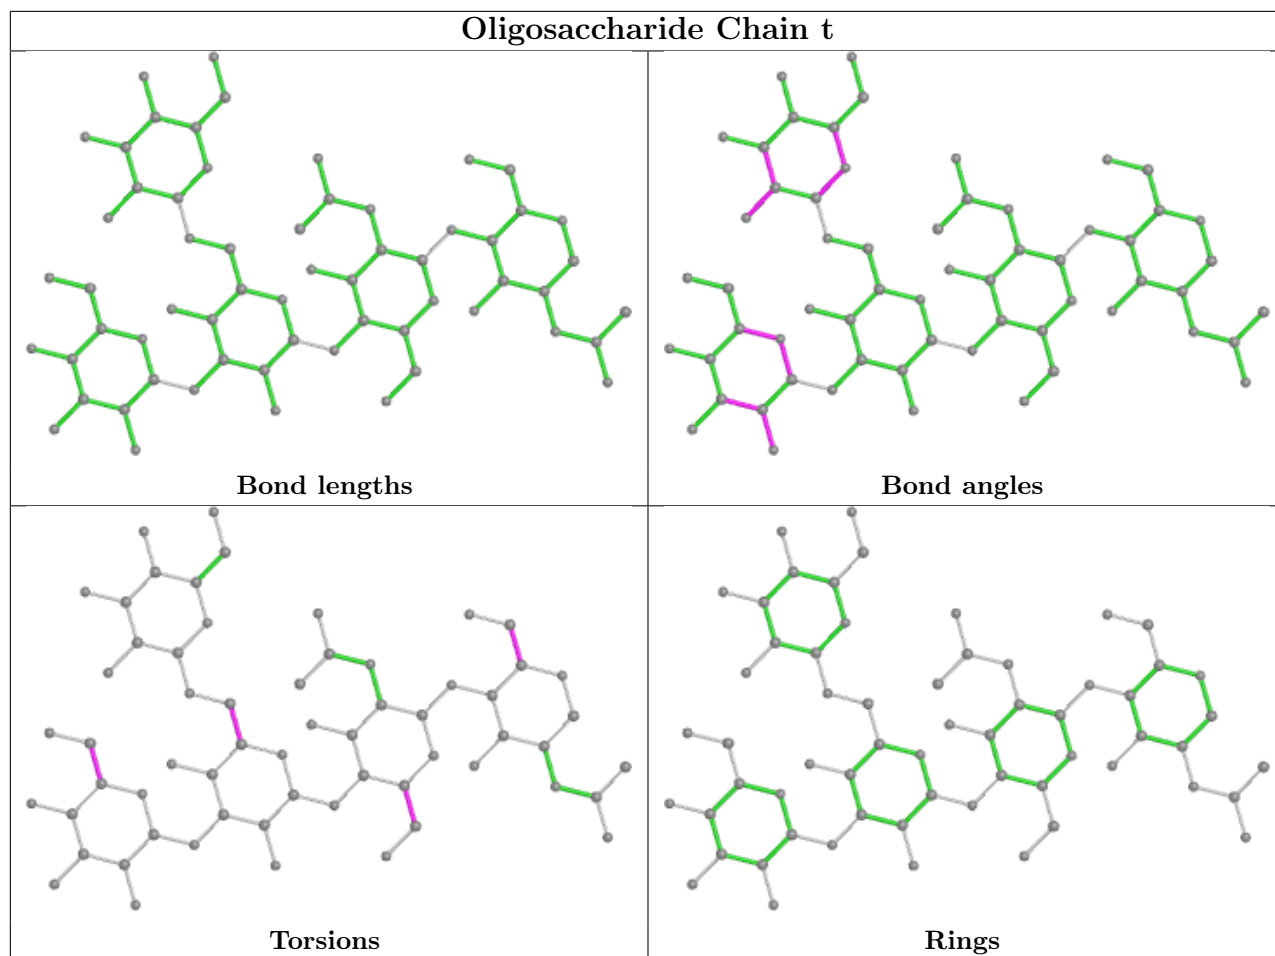 Oligosaccharide Chain t
Bond lengths
Bond angles
Torsions
Rings